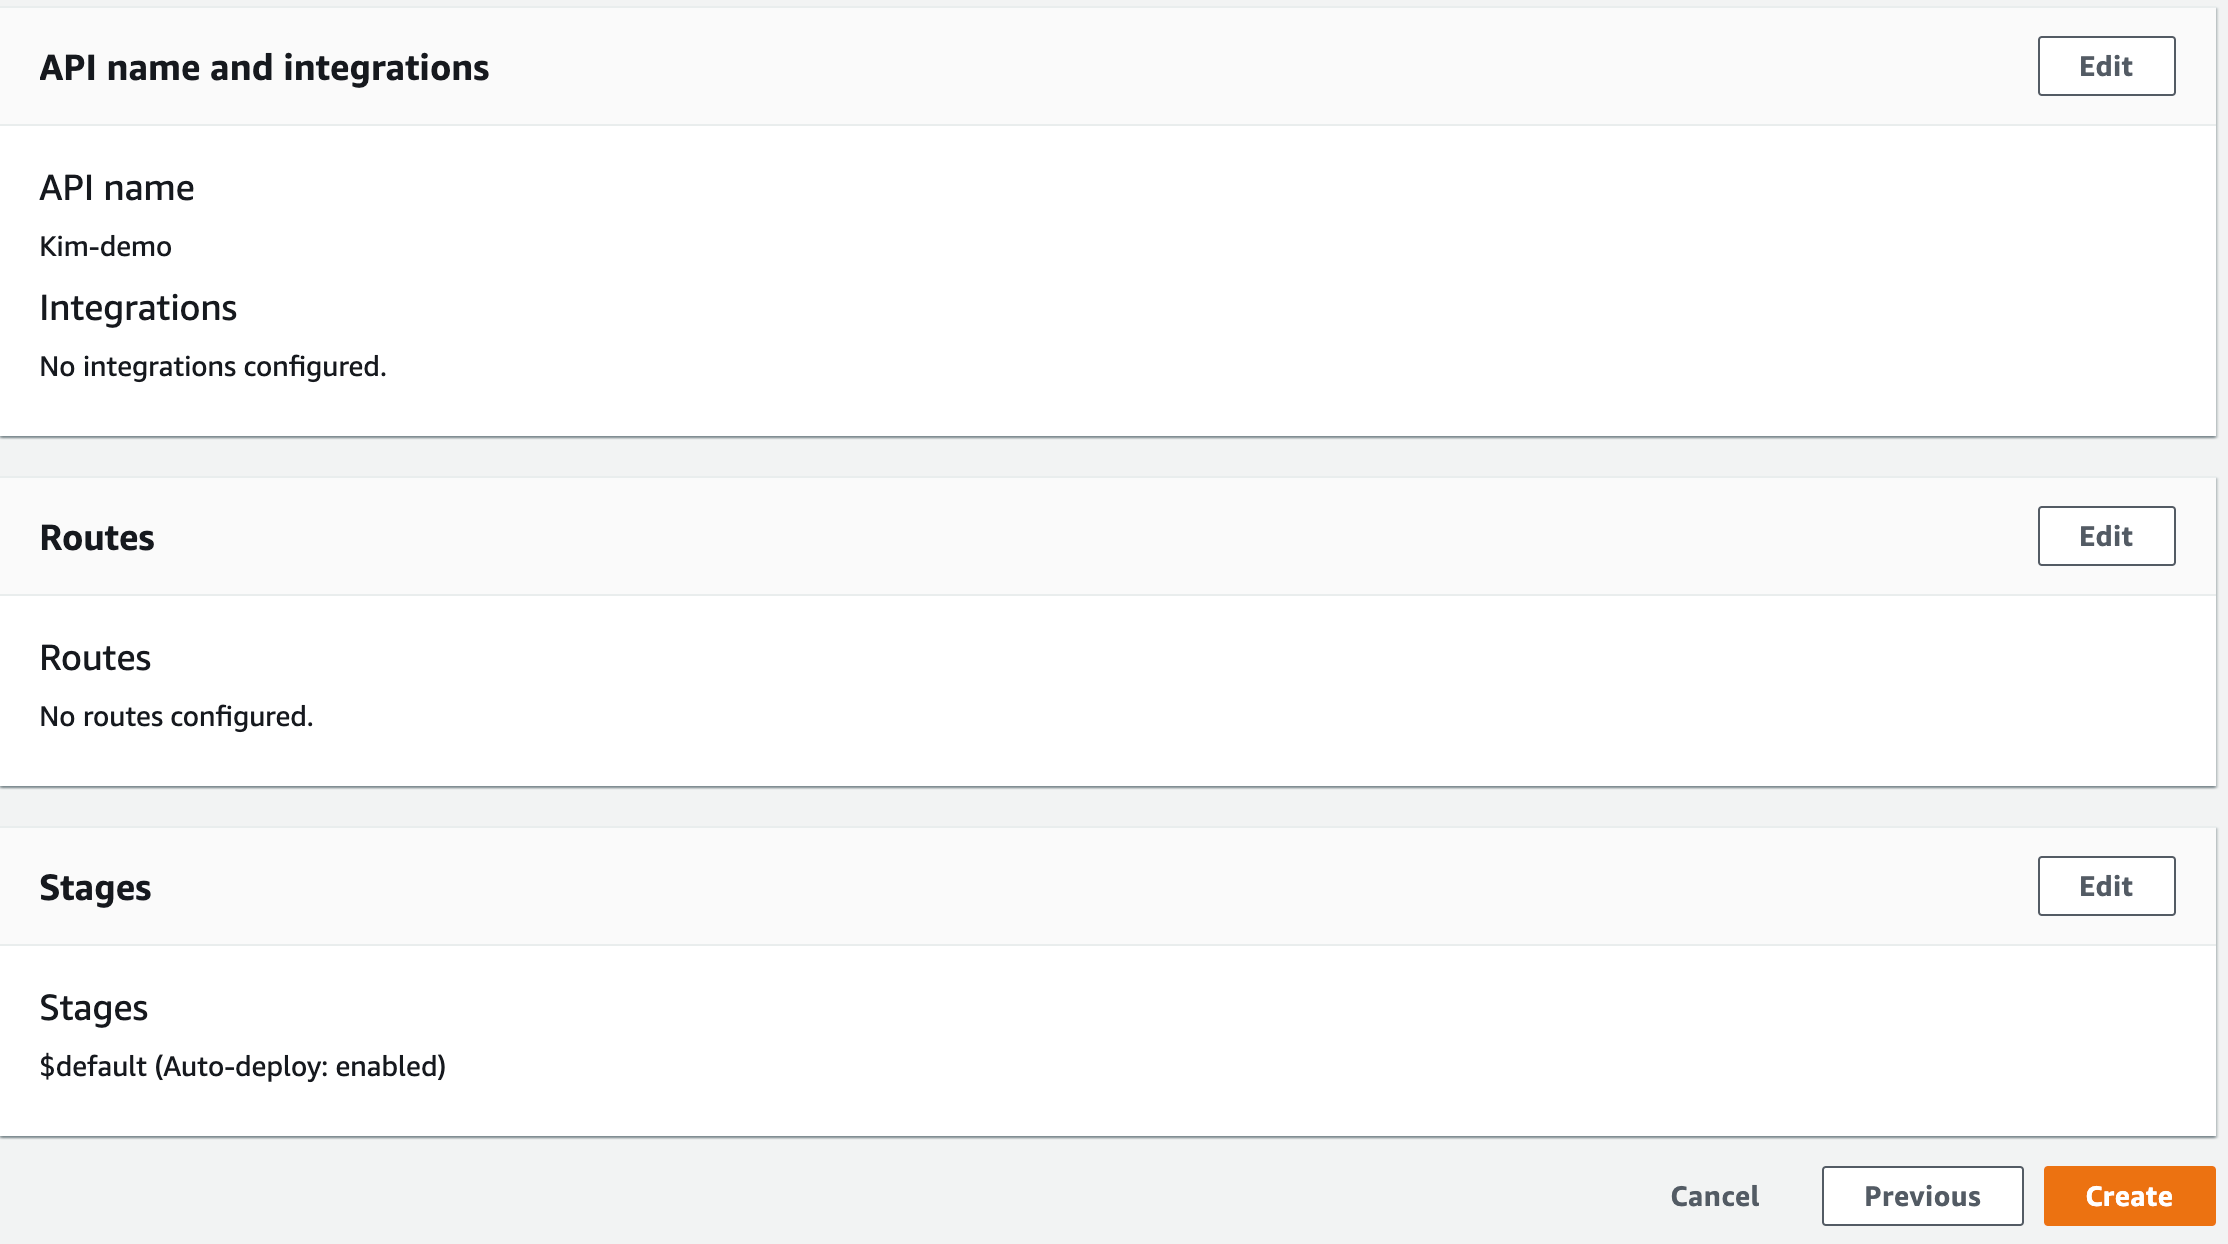 API name and integrations
Edit
API name
Kim-demo
Integrations
No integrations configured.
Routes
Edit
Routes
No routes configured.
Stages
Edit
Stages
$default (Auto-deploy: enabled)
Cancel
Previous
Create